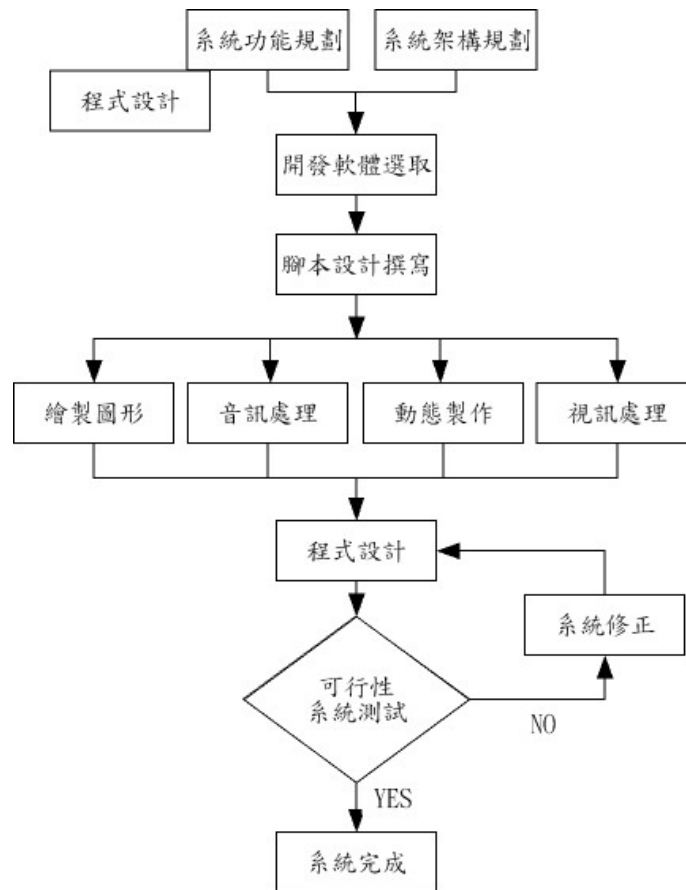 系統功能規劃
系統架構規劃
程式設計
開發軟體選取
腳本設計撰寫
繪製圖形
音訊處理
動態製作
視訊處理
程式設計
系統修正
可行性
系統測試
NO
YES
系統完成